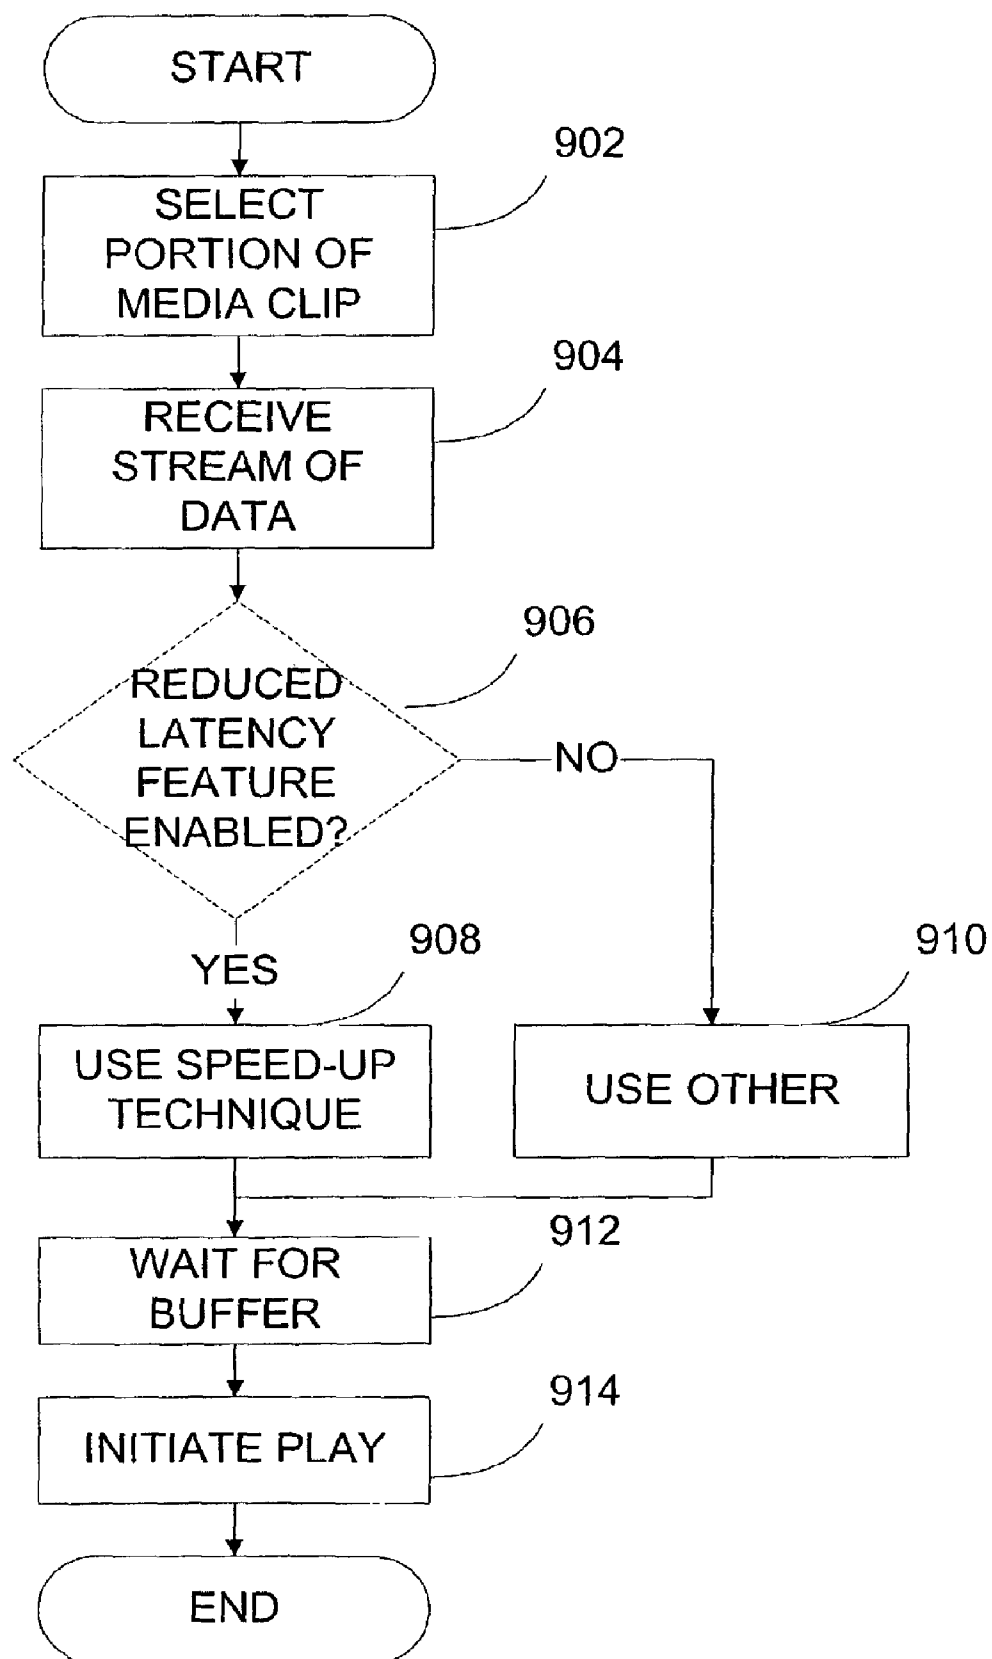 START
902
SELECT
PORTION OF
MEDIA CLIP
904
RECEIVE
STREAM OF
DATA
906
REDUCED
LATENCY
FEATURE
ENABLED?
NO
YES
908
910
USE SPEED-UP
TECHNIQUE
USE OTHER
912
WAIT FOR
BUFFER
914
INITIATE PLAY
END